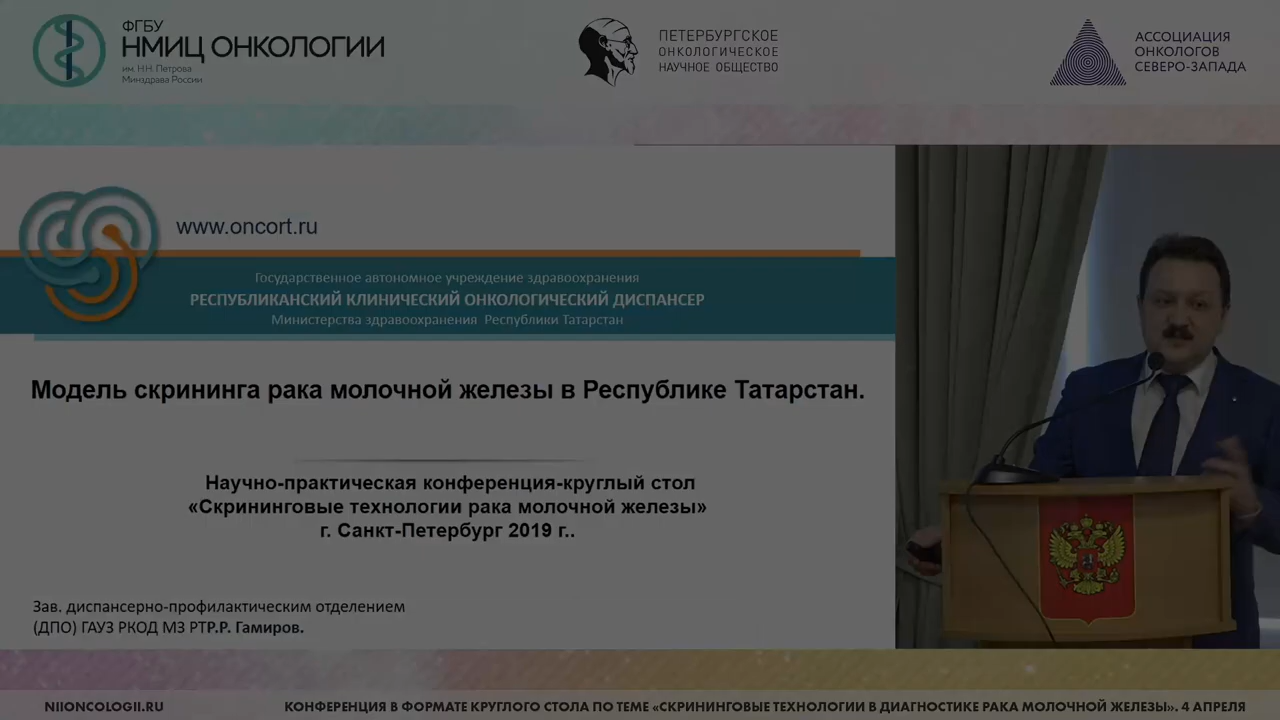 ФГБУ
НМИЦ ОНКОЛОГИИ
им. Н.Н. Петрова
Минздрава России
ПЕТЕРБУРГСКОЕ
ОНКОЛОГИЧЕСКОЕ
НАУЧНОЕ ОБЩЕСТВО
АССОЦИАЦИЯ
ОНКОЛОГОВ
СЕВЕРО-ЗАПАДА
www.oncort.ru
Государственное автономное учреждение здравоохранения
РЕСПУБЛИКАНСКИЙ КЛИНИЧЕСКИЙ ОНКОЛОГИЧЕСКИЙ ДИСПАНСЕР
Министерства здравоохранения Республики Татарстан
Модель скрининга рака молочной железы в Республике Татарстан.
Научно-практическая конференция-круглый стол
«Скрининговые технологии рака молочной железы»
г. Санкт-Петербург 2019 г..
Зав. диспансерно-профилактическим отделением
(ДПО) ГАУЗ РКОД МЗ РТР.Р. Гамиров.
NIIONCOLOGII.RU
КОНФЕРЕНЦИЯ В ФОРМАТЕ КРУГЛОГО СТОЛА ПО ТЕМЕ «СКРИНИНГОВЫЕ ТЕХНОЛОГИИ В ДИАГНОСТИКЕ РАКА МОЛОЧНОЙ ЖЕЛЕЗЫ». 4 АПРЕЛЯ